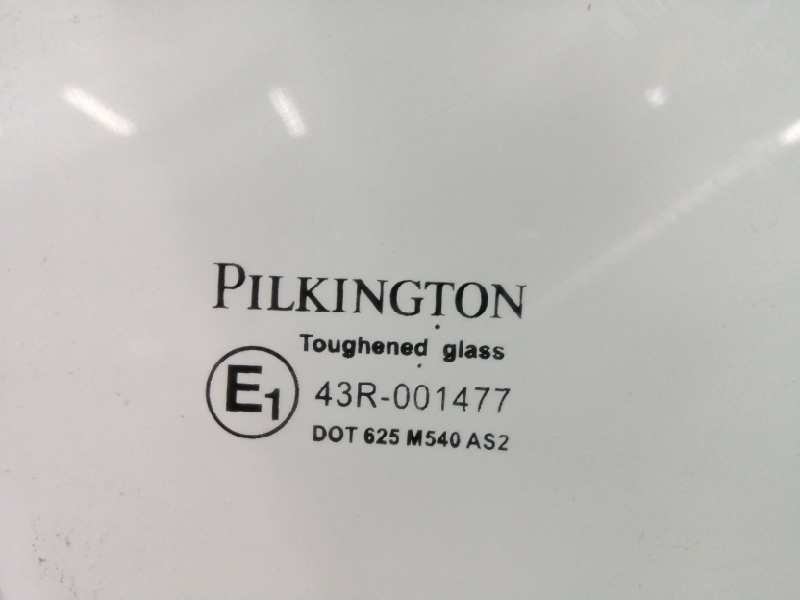 PILKINGTON
Toughened glass
E1 43R-001477
DOT 625 M540 AS2